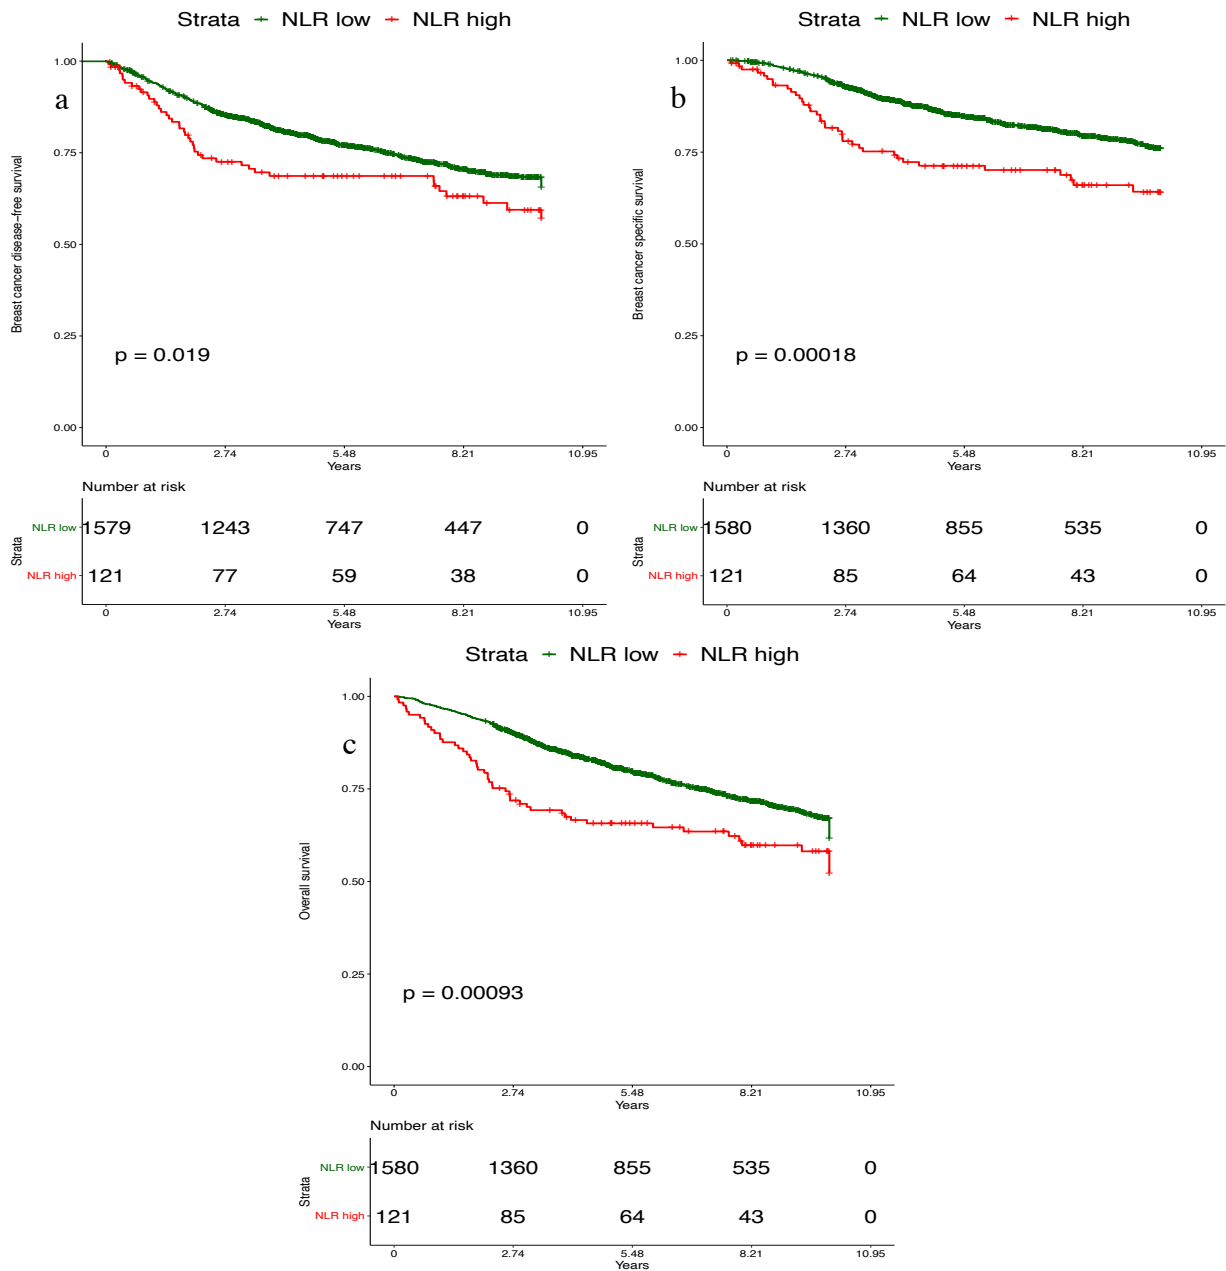 Strata NLR low NLR high
a
Breast cancer disease−free survival
1.00
0.75
0.50
0.25
0.00
p = 0.019
0 2.74 5.48 8.21 10.95
Years
Number at risk
Strata
NLR low 1579 1243 747 447 0
NLR high 121 77 59 38 0
0 2.74 5.48 8.21 10.95
Years
Strata NLR low NLR high
b
Breast cancer specific survival
1.00
0.75
0.50
0.25
0.00
p = 0.00018
0 2.74 5.48 8.21 10.95
Years
Number at risk
Strata
NLR low 1580 1360 855 535 0
NLR high 121 85 64 43 0
0 2.74 5.48 8.21 10.95
Years
Strata NLR low NLR high
c
Overall survival
1.00
0.75
0.50
0.25
0.00
p = 0.00093
0 2.74 5.48 8.21 10.95
Years
Number at risk
Strata
NLR low 1580 1360 855 535 0
NLR high 121 85 64 43 0
0 2.74 5.48 8.21 10.95
Years